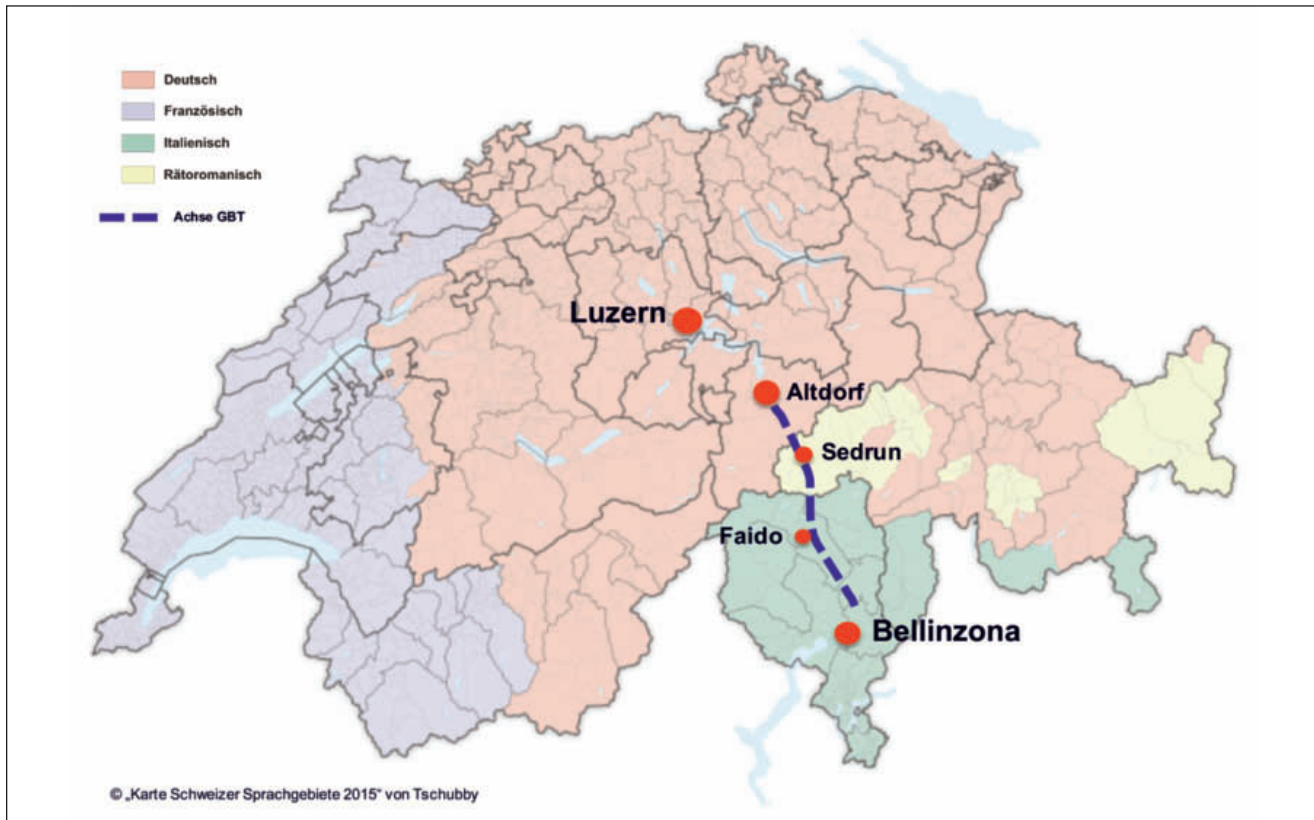 Deutsch
Französisch
Italienisch
Rätoromanisch
Achse GBT
Luzern
Altdorf
Sedrun
Faido
Bellinzona
© „Karte Schweizer Sprachgebiete 2015“ von Tschubby